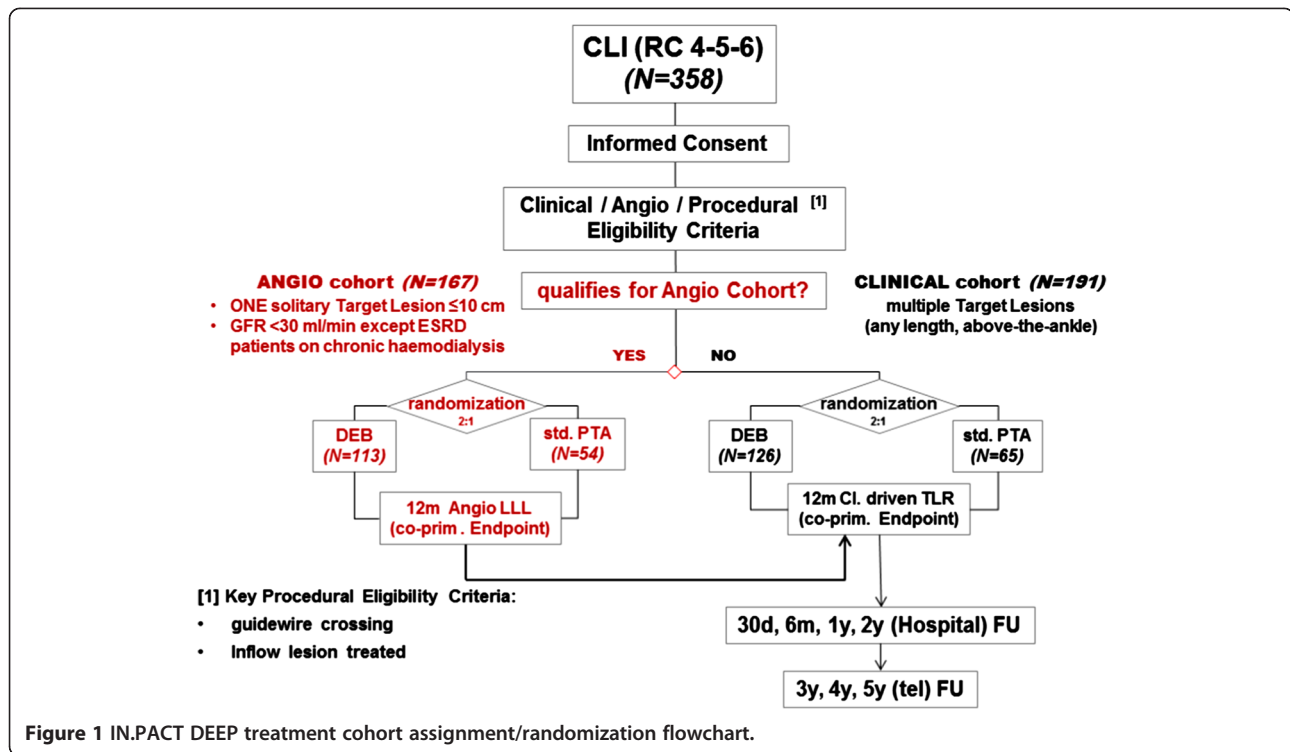 CLI (RC 4-5-6)
(N=358)
Informed Consent
Clinical / Angio / Procedural [1]
Eligibility Criteria
ANGIO cohort (N=167)
• ONE solitary Target Lesion ≤10 cm
• GFR <30 ml/min except ESRD
patients on chronic haemodialysis
qualifies for Angio Cohort?
CLINICAL cohort (N=191)
multiple Target Lesions
(any length, above-the-ankle)
YES
NO
randomization
2:1
DEB
(N=113)
std. PTA
(N=54)
12m Angio LLL
(co-prim. Endpoint)
randomization
2:1
DEB
(N=126)
std. PTA
(N=65)
12m Cl. driven TLR
(co-prim. Endpoint)
[1] Key Procedural Eligibility Criteria:
• guidewire crossing
• Inflow lesion treated
30d, 6m, 1y, 2y (Hospital) FU
3y, 4y, 5y (tel) FU
Figure 1 IN.PACT DEEP treatment cohort assignment/randomization flowchart.